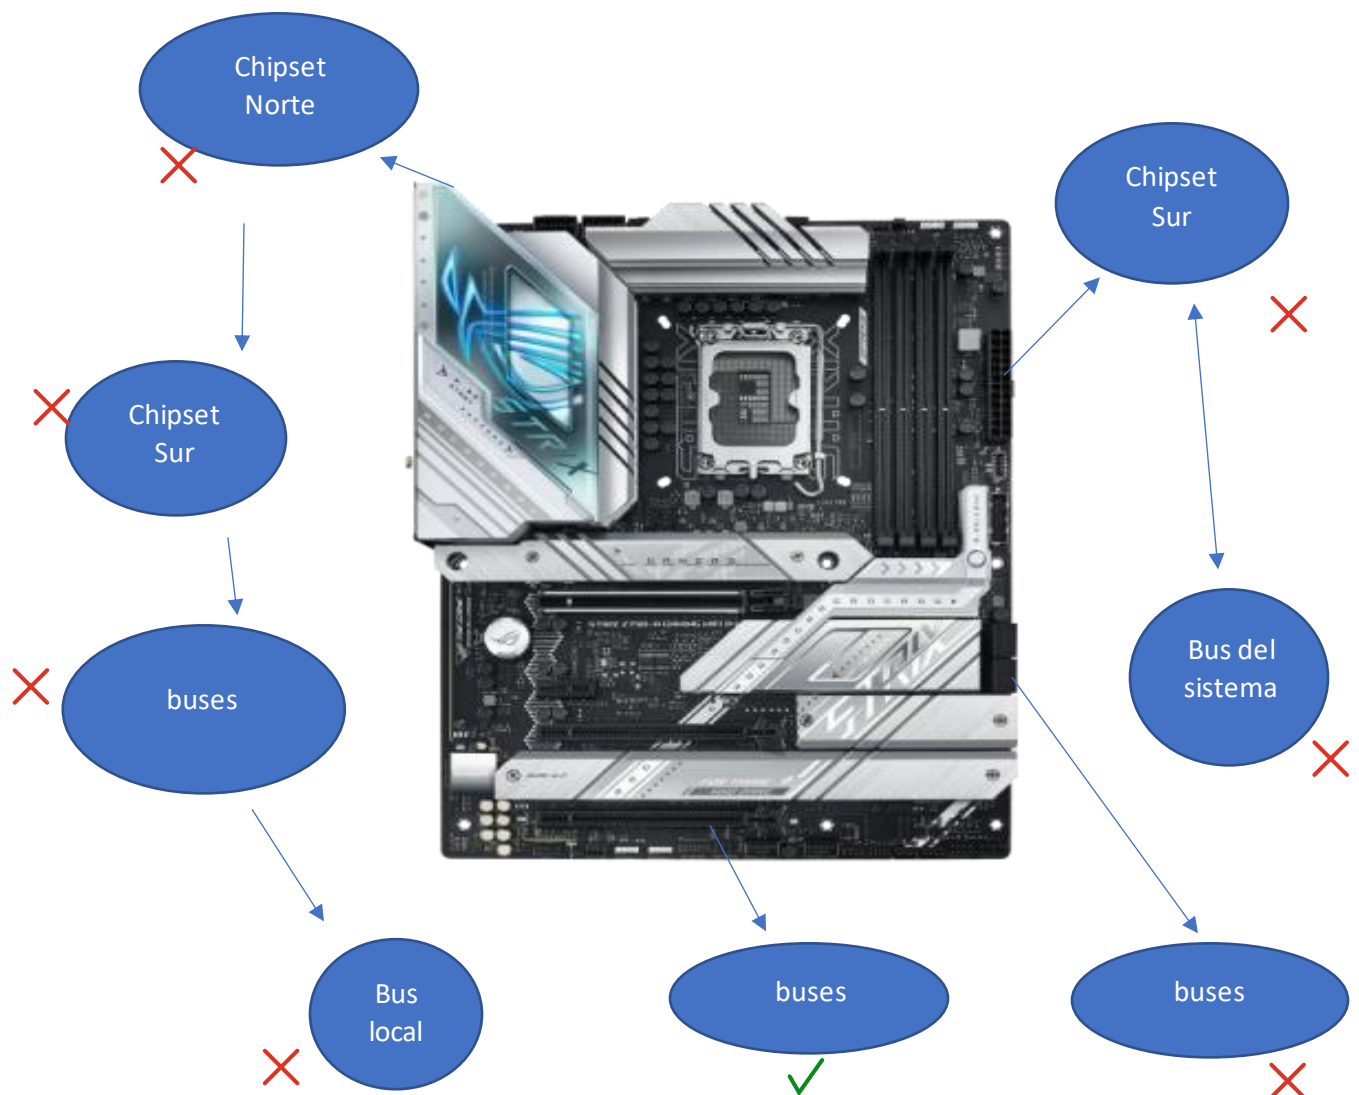 Chipset
Norte
Chipset
Sur
Chipset
Sur
buses
Bus del
sistema
Bus
local
buses
buses